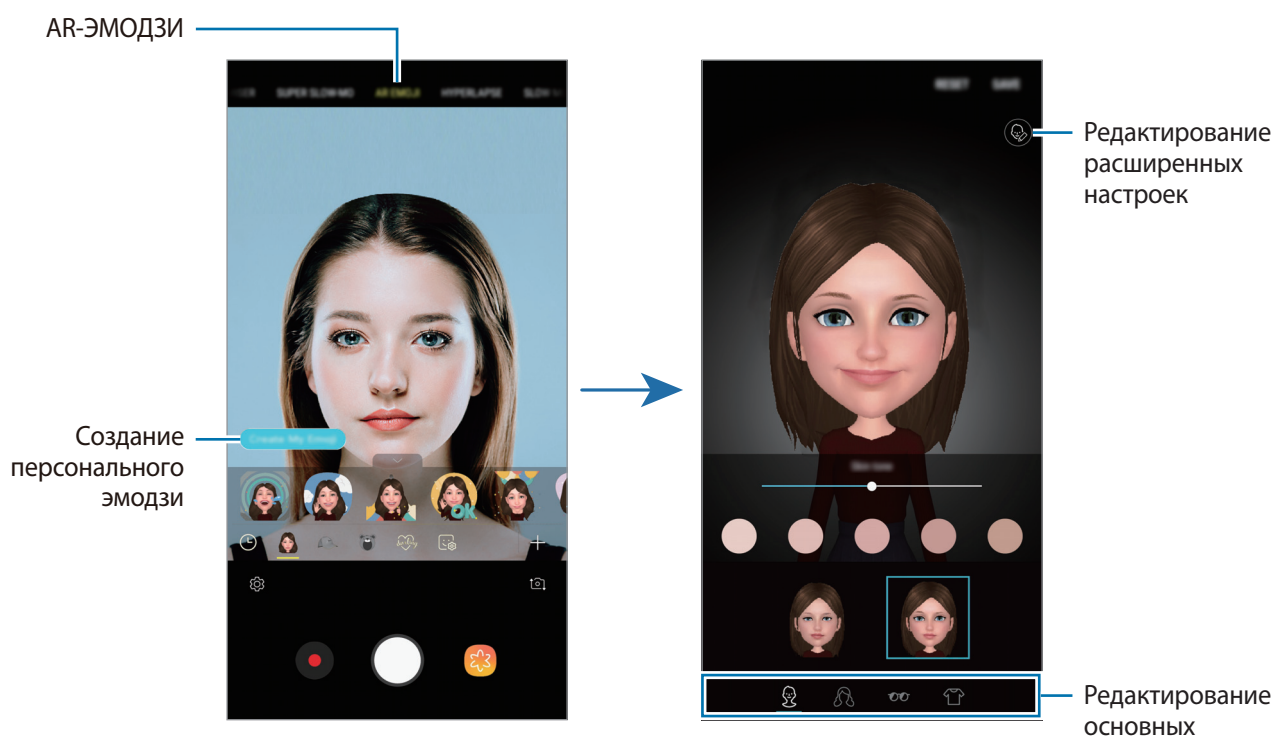 AR-ЭМОДЗИ
SUPER SLOW-MO AR EMOJI HYPERLAPSE
RESET SAVE
Редактирование
расширенных
настроек
Создание
персонального
эмодзи
Create My Emoji
OK
Skin tone
Редактирование
основных